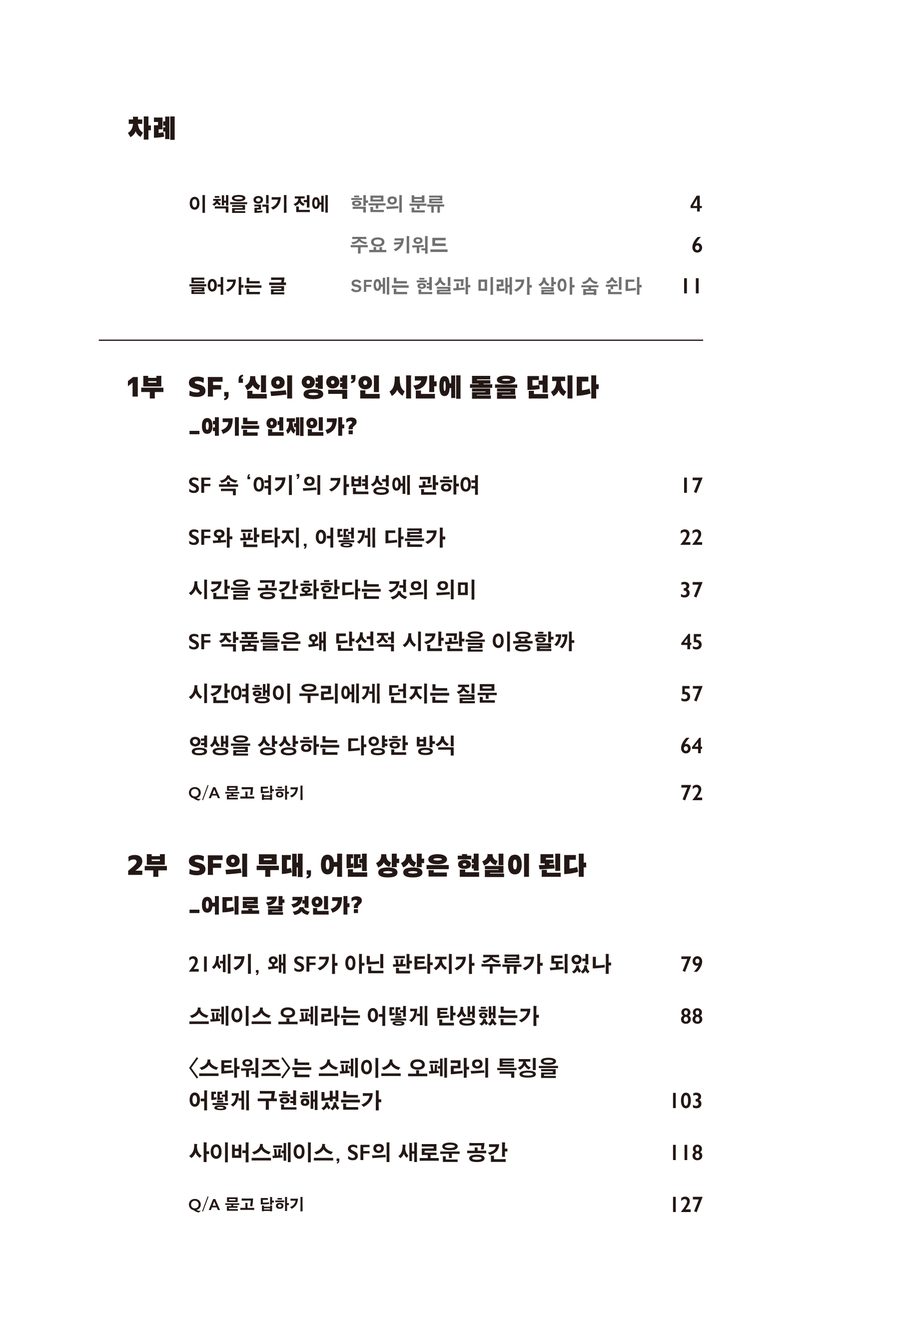 차례
이 책을 읽기 전에 학문의 분류 4
주요 키워드 6
들어가는 글 SF에는 현실과 미래가 살아 숨 쉰다 11
1부 SF, ‘신의 영역’인 시간에 돌을 던지다
_여기는 언제인가?
SF 속 ‘여기’의 가변성에 관하여 17
SF와 판타지, 어떻게 다른가 22
시간을 공간화한다는 것의 의미 37
SF 작품들은 왜 단선적 시간관을 이용할까 45
시간여행이 우리에게 던지는 질문 57
영생을 상상하는 다양한 방식 64
Q/A 묻고 답하기 72
2부 SF의 무대, 어떤 상상은 현실이 된다
_어디로 갈 것인가?
21세기, 왜 SF가 아닌 판타지가 주류가 되었나 79
스페이스 오페라는 어떻게 탄생했는가 88
〈스타워즈〉는 스페이스 오페라의 특징을
어떻게 구현해냈는가 103
사이버스페이스, SF의 새로운 공간 118
Q/A 묻고 답하기 127